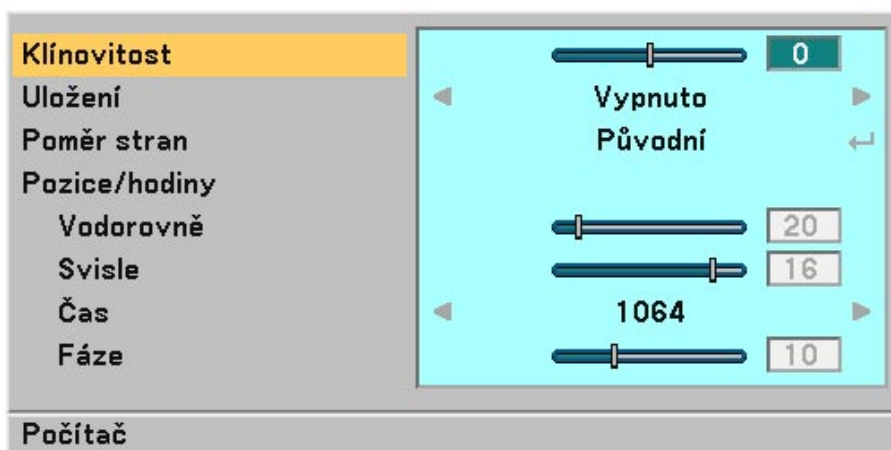 Klínovitost 0
Uložení Vypnuto
Poměr stran Původní
Pozice/hodiny
Vodorovně 20
Svisle 16
Čas 1064
Fáze 10
Počítač